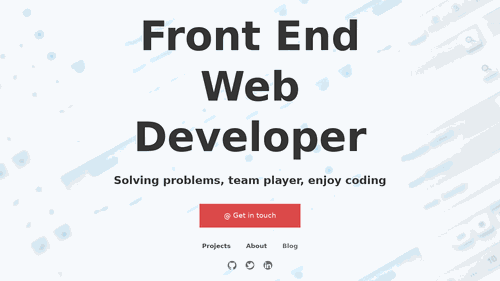 Front End
Web
Developer
Solving problems, team player, enjoy coding
@ Get in touch
Projects About Blog